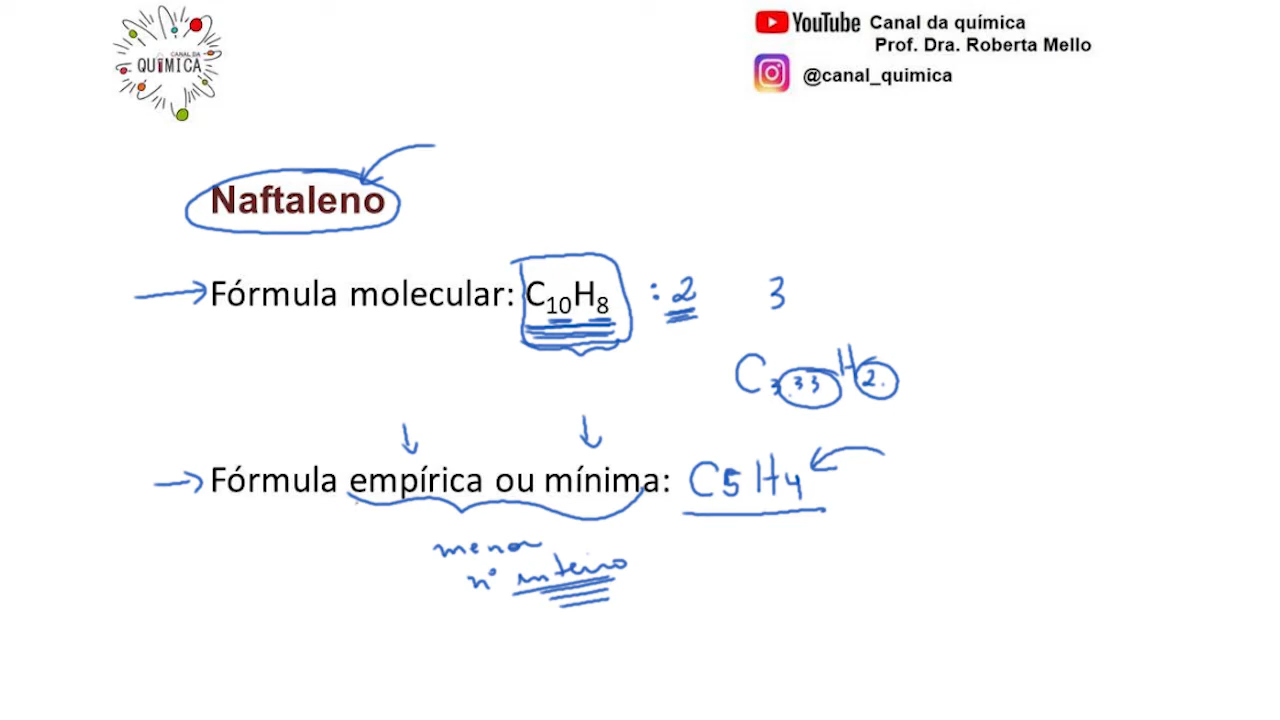 CANAL DA
QUÍMICA
YouTube Canal da química
Prof. Dra. Roberta Mello
@canal_quimica
Naftaleno
Fórmula molecular: C₁₀H₈ : 2 3
C₃.₃₃H₂.
Fórmula empírica ou mínima: C5H4
menor
nº inteiro